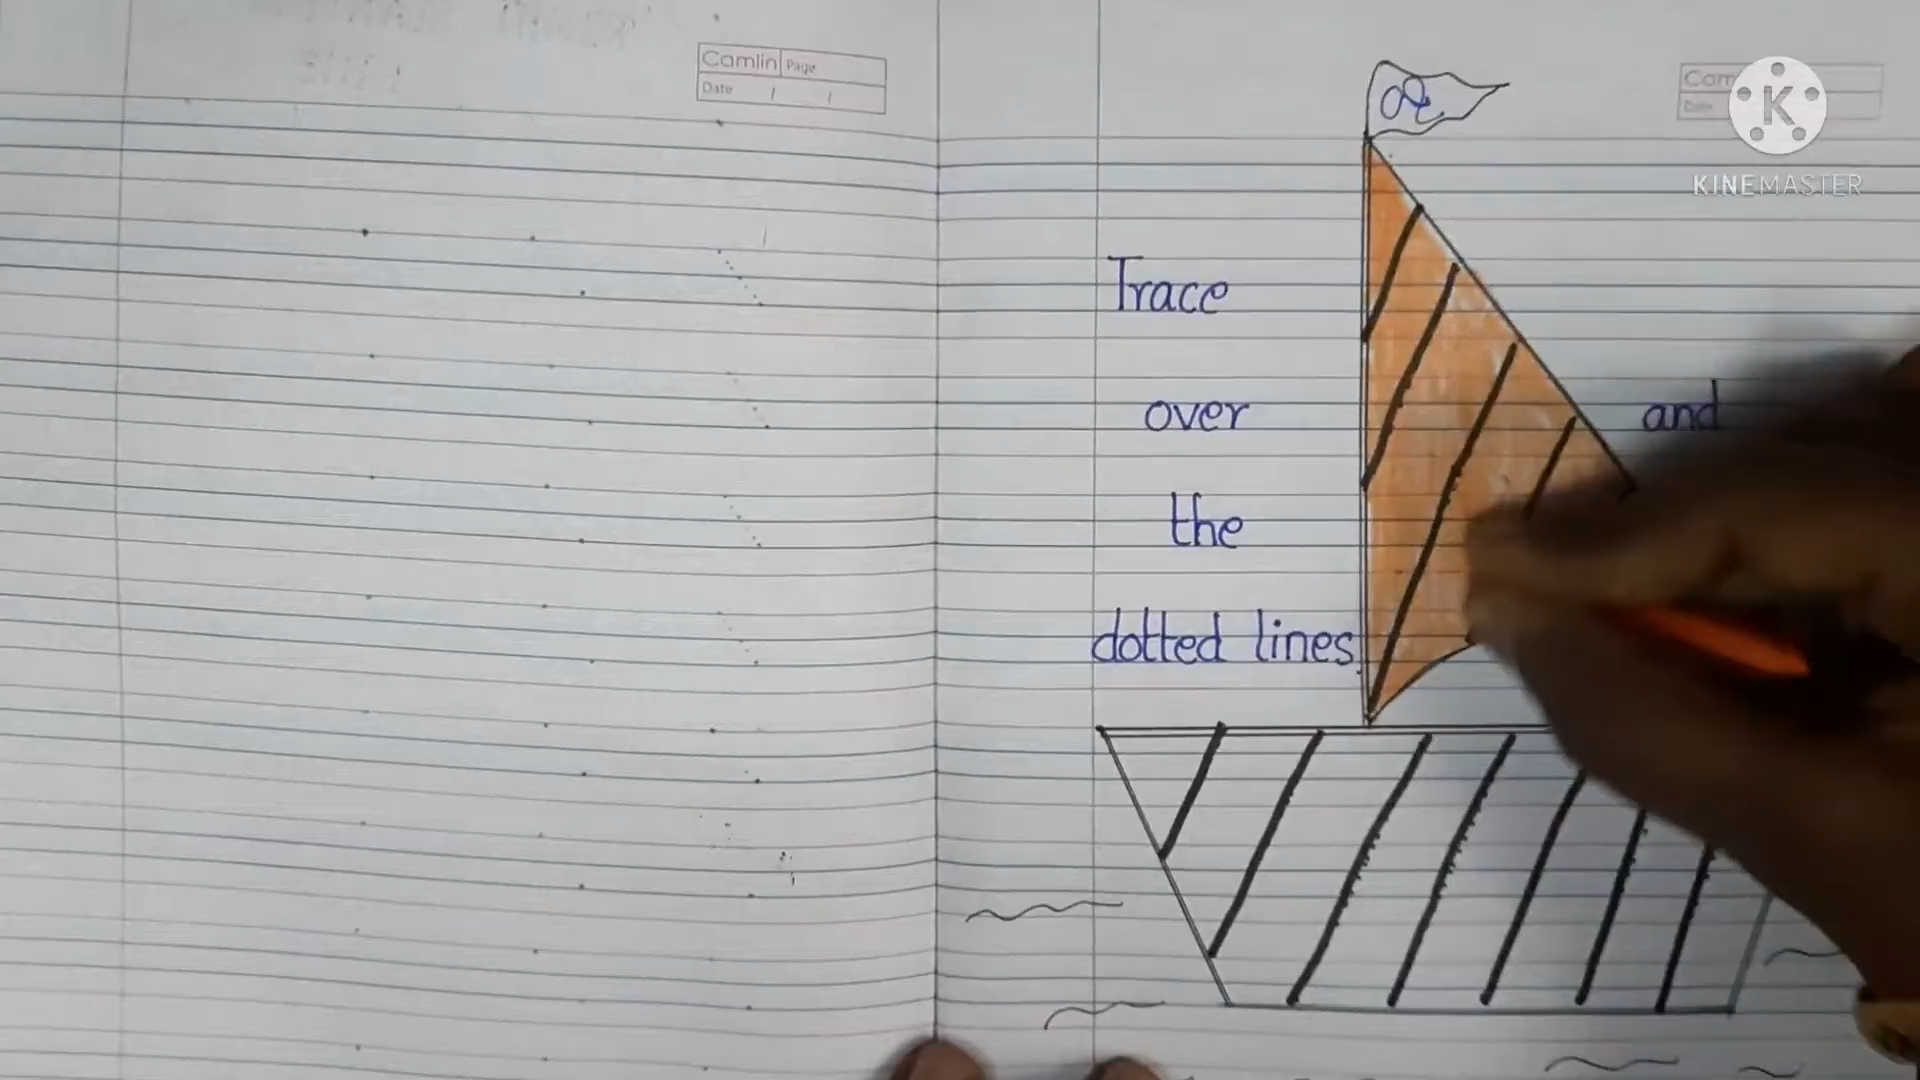 Camlin Page
Date / /
Trace
over
and
the
dotted lines
KINEMASTER